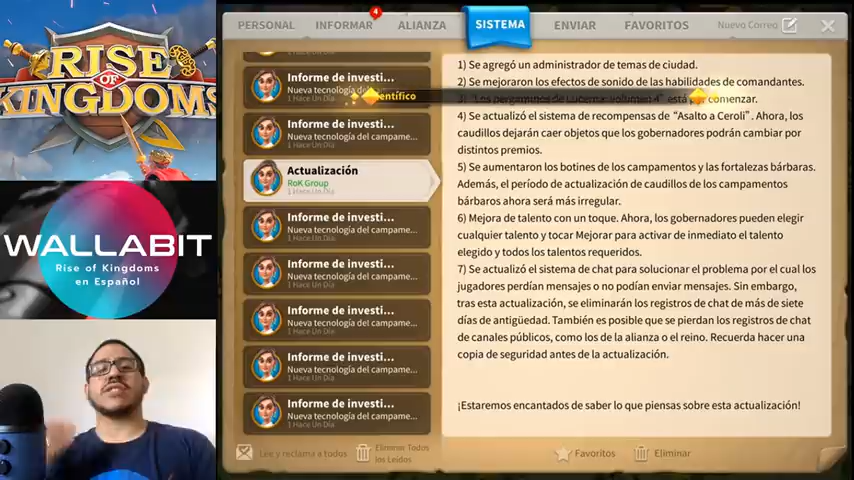 RISE
OF
KINGDOMS
WALLABIT
Rise of Kingdoms
en Español
PERSONAL
INFORMAR
4
ALIANZA
SISTEMA
ENVIAR
FAVORITOS
Nuevo Correo
Informe de investi...
Nueva tecnología del
1 Hace Un Día
entífico
Informe de investi...
Nueva tecnología del campame...
1 Hace Un Día
Actualización
RoK Group
1 Hace Un Día
Informe de investi...
Nueva tecnología del campame...
1 Hace Un Día
Informe de investi...
Nueva tecnología del campame...
1 Hace Un Día
Informe de investi...
Nueva tecnología del campame...
1 Hace Un Día
Informe de investi...
Nueva tecnología del campame...
1 Hace Un Día
Informe de investi...
Nueva tecnología del campame...
1 Hace Un Día
1) Se agregó un administrador de temas de ciudad.
2) Se mejoraron los efectos de sonido de las habilidades de comandantes.
3) "Los pergaminos de Lucerna: volumen 4" está por comenzar.
4) Se actualizó el sistema de recompensas de "Asalto a Ceroli". Ahora, los
caudillos dejarán caer objetos que los gobernadores podrán cambiar por
distintos premios.
5) Se aumentaron los botines de los campamentos y las fortalezas bárbaras.
Además, el período de actualización de caudillos de los campamentos
bárbaros ahora será más irregular.
6) Mejora de talento con un toque. Ahora, los gobernadores pueden elegir
cualquier talento y tocar Mejorar para activar de inmediato el talento
elegido y todos los talentos requeridos.
7) Se actualizó el sistema de chat para solucionar el problema por el cual los
jugadores perdían mensajes o no podían enviar mensajes. Sin embargo,
tras esta actualización, se eliminarán los registros de chat de más de siete
días de antigüedad. También es posible que se pierdan los registros de chat
de canales públicos, como los de la alianza o el reino. Recuerda hacer una
copia de seguridad antes de la actualización.
¡Estaremos encantados de saber lo que piensas sobre esta actualización!
Lee y reclama a todos
Eliminar Todos
los Leídos
Favoritos
Eliminar